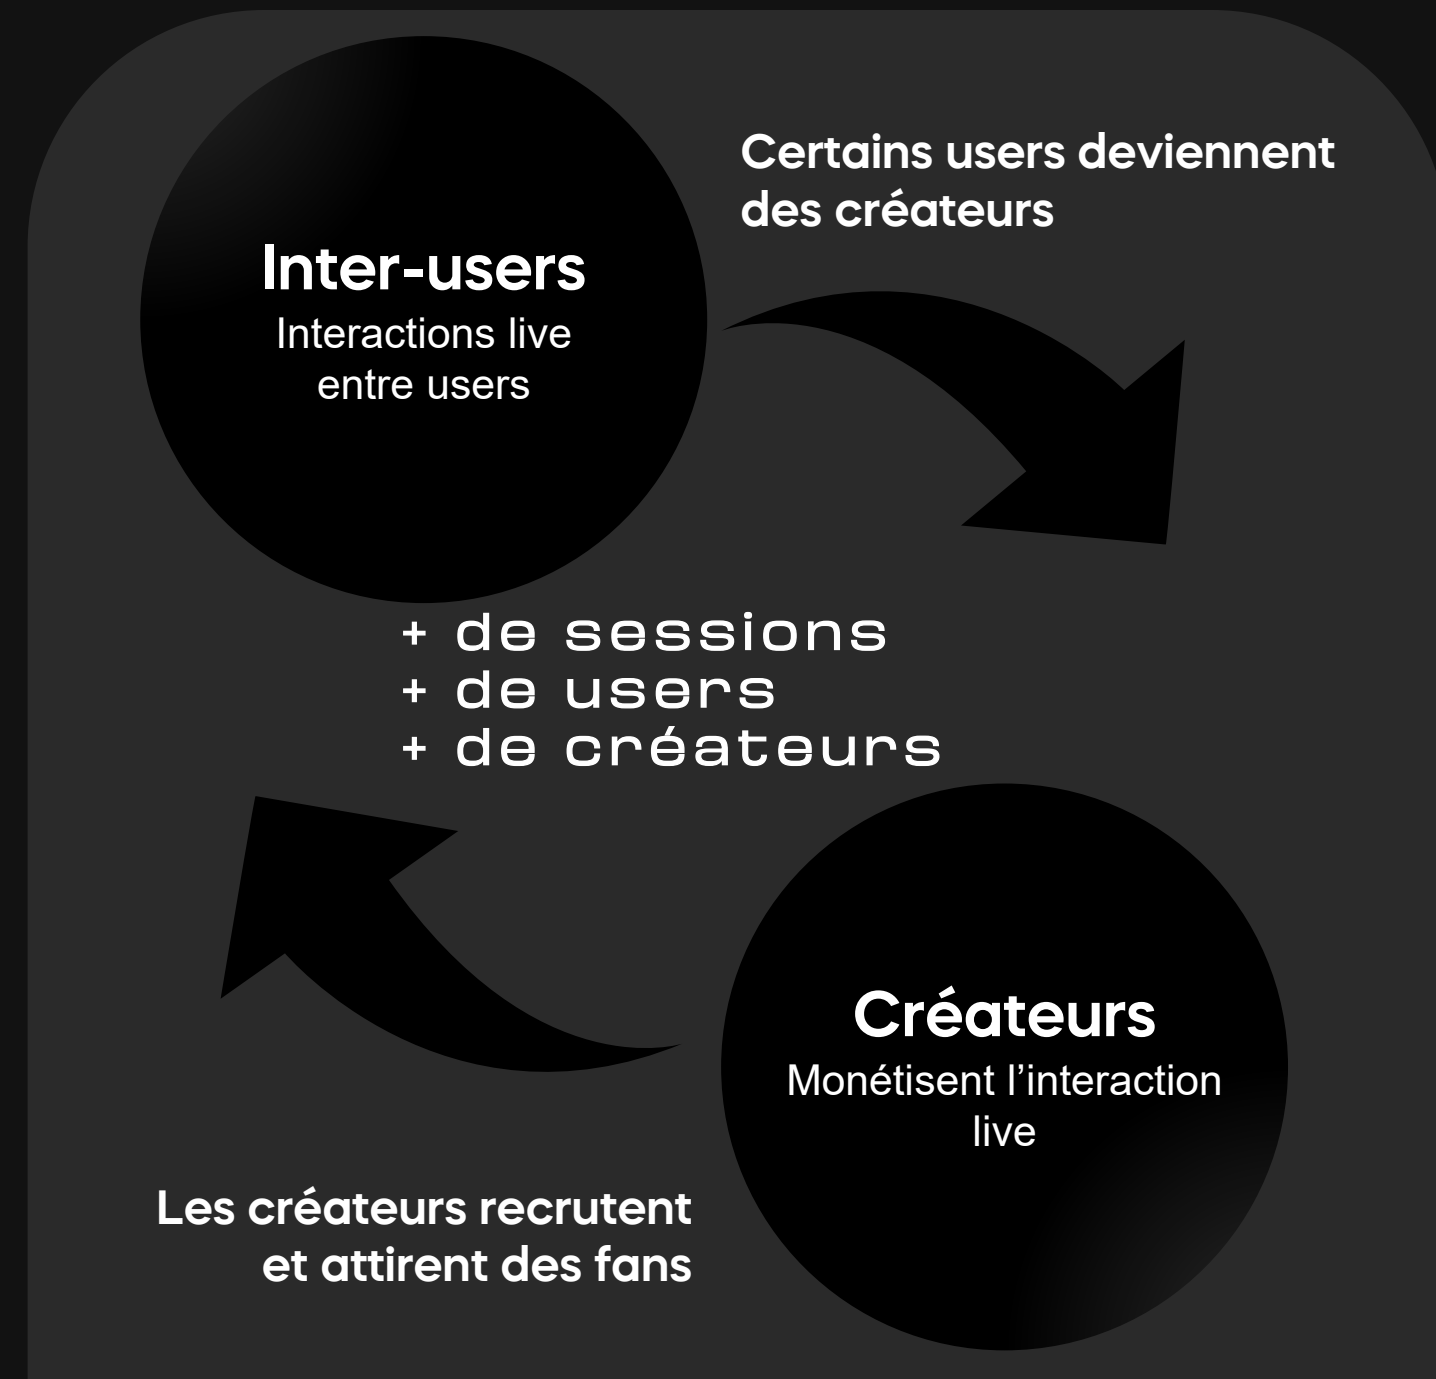 Certains users deviennent
des créateurs
Inter-users
Interactions live
entre users
+ de sessions
+ de users
+ de créateurs
Créateurs
Monétisent l’interaction
live
Les créateurs recrutent
et attirent des fans